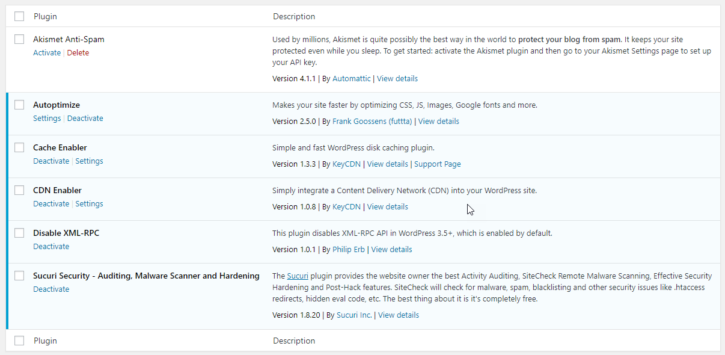 Plugin Description
Akismet Anti-Spam
Activate | Delete
Used by millions, Akismet is quite possibly the best way in the world to protect your blog from spam. It keeps your site
protected even while you sleep. To get started: activate the Akismet plugin and then go to your Akismet Settings page to set up
your API key.
Version 4.1.1 | By Automattic | View details
Autoptimize
Settings | Deactivate
Makes your site faster by optimizing CSS, JS, Images, Google fonts and more.
Version 2.5.0 | By Frank Goossens (futtta) | View details
Cache Enabler
Deactivate | Settings
Simple and fast WordPress disk caching plugin.
Version 1.3.3 | By KeyCDN | View details | Support Page
CDN Enabler
Deactivate | Settings
Simply integrate a Content Delivery Network (CDN) into your WordPress site.
Version 1.0.8 | By KeyCDN | View details
Disable XML-RPC
Deactivate
This plugin disables XML-RPC API in WordPress 3.5+, which is enabled by default.
Version 1.0.1 | By Philip Erb | View details
Sucuri Security - Auditing, Malware Scanner and Hardening
Deactivate
The Sucuri plugin provides the website owner the best Activity Auditing, SiteCheck Remote Malware Scanning, Effective Security
Hardening and Post-Hack features. SiteCheck will check for malware, spam, blacklisting and other security issues like .htaccess
redirects, hidden eval code, etc. The best thing about it is it's completely free.
Version 1.8.20 | By Sucuri Inc. | View details
Plugin Description